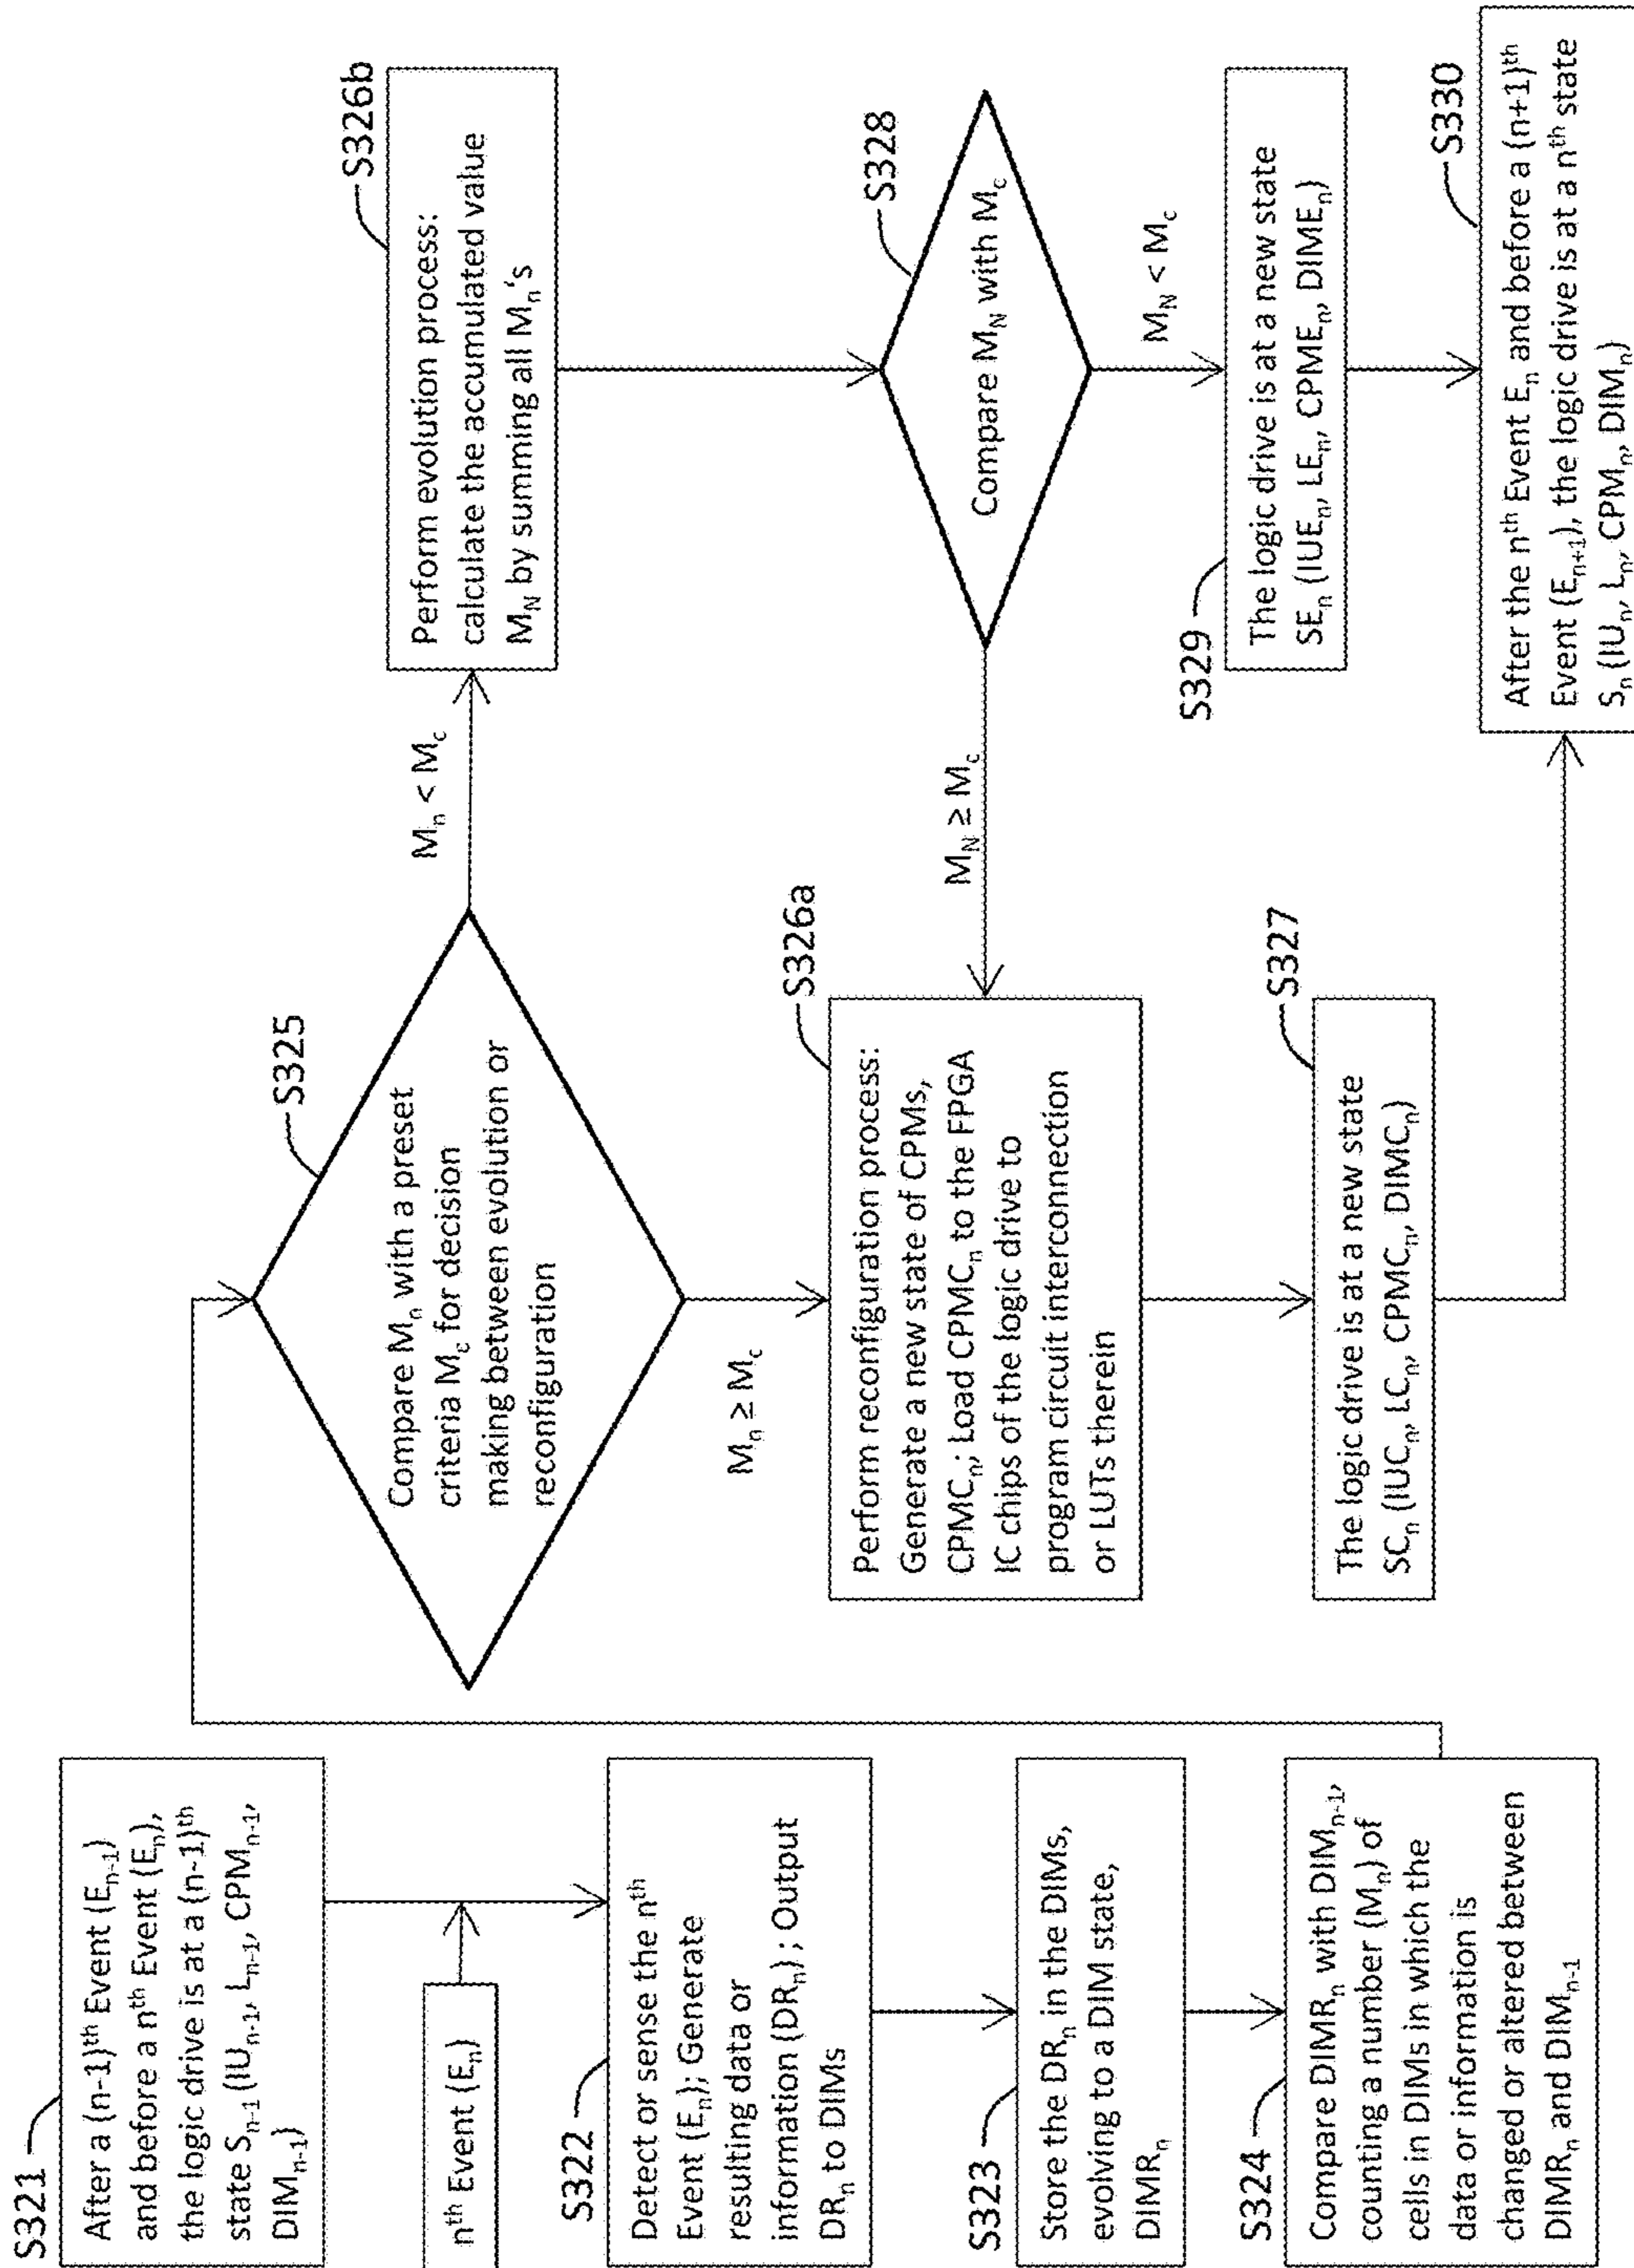 S321
After a (n-1)th Event (En-1)
and before a nth Event (En),
the logic drive is at a (n-1)th
state Sn-1 (IUn-1, Ln-1, CPMn-1,
DIMn-1)
nth Event (En)
S322
Detect or sense the nth
Event (En); Generate
resulting data or
information (DRn) ; Output
DRn to DIMs
S323
Store the DRn in the DIMs,
evolving to a DIM state,
DIMRn
S324
Compare DIMRn with DIMn-1,
counting a number (Mn) of
cells in DIMs in which the
data or information is
changed or altered between
DIMRn and DIMn-1
S325
Compare Mn with a preset
criteria Mc for decision
making between evolution or
reconfiguration
Mn ≥ Mc
Mn < Mc
S326a
Perform reconfiguration process:
Generate a new state of CPMs,
CPMCn; Load CPMCn to the FPGA
IC chips of the logic drive to
program circuit interconnection
or LUTs therein
S327
The logic drive is at a new state
SCn (IUCn, LCn, CPMCn, DIMCn)
S326b
Perform evolution process:
calculate the accumulated value
MN by summing all Mn‘s
S328
Compare MN with Mc
MN ≥ Mc
MN < Mc
S329
The logic drive is at a new state
SEn (IUEn, LEn, CPMEn, DIMEn)
S330
After the nth Event En and before a (n+1)th
Event (En+1), the logic drive is at a nth state
Sn (IUn, Ln, CPMn, DIMn)